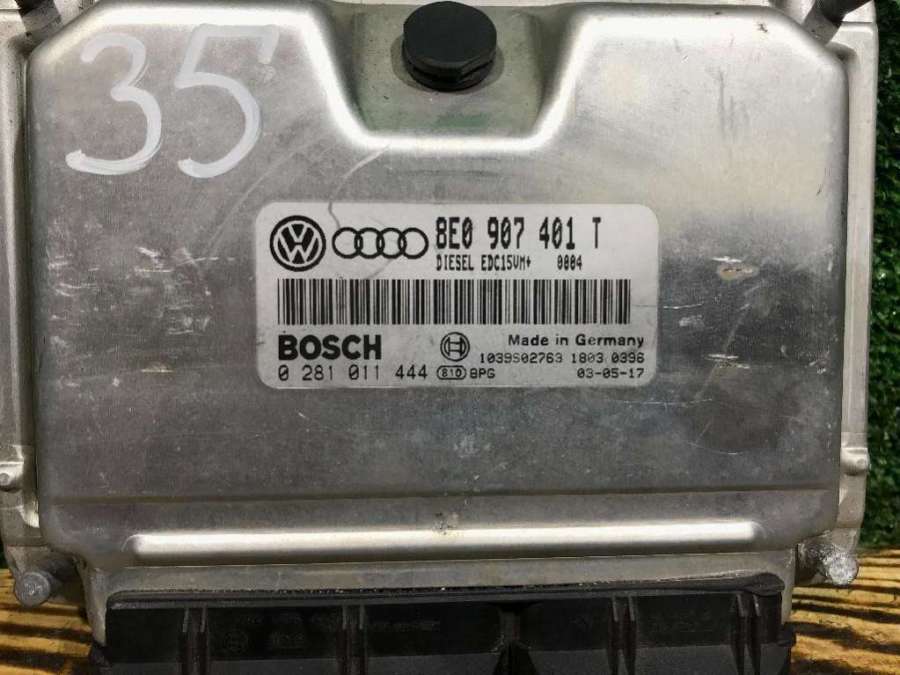 35
8E0 907 401 T
DIESEL EDC15VM+ 0004
BOSCH
Made in Germany
1039S02763 1803 0396
0 281 011 444 810 BPG 03-05-17